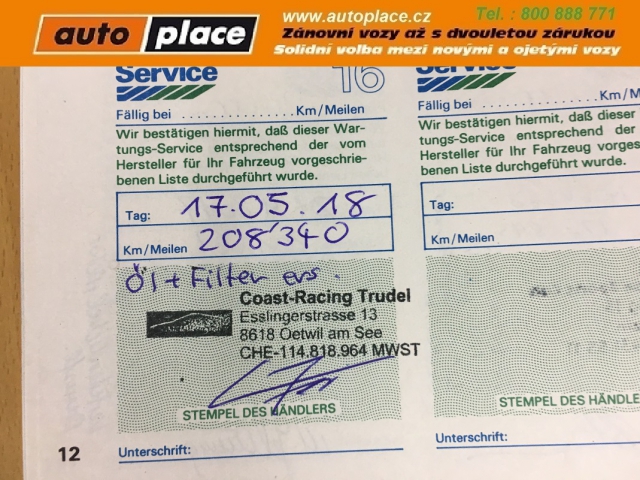 auto place
www.autoplace.cz
Tel. : 800 888 771
Zánovní vozy až s dvouletou zárukou
Solidní volba mezi novými a ojetými vozy
Service
16
Fällig bei . . . . . . . . . . . . . . . Km/Meilen
Wir bestätigen hiermit, daß dieser War-
tungs-Service entsprechend der vom
Hersteller für Ihr Fahrzeug vorgeschrie-
benen Liste durchgeführt wurde.
Tag: 17.05.18
Km/Meilen 208'340
Öl + Filter ers.
Coast-Racing Trudel
Esslingerstrasse 13
8618 Oetwil am See
CHE-114.818.964 MWST
STEMPEL DES HÄNDLERS
Unterschrift:
12
Service
Fällig bei . . . . . . . . . . . . . . . Km/M
Wir bestätigen hiermit, daß dieser
tungs-Service entsprechend der
Hersteller für Ihr Fahrzeug vorges
benen Liste durchgeführt wurde.
Tag:
Km/Meilen
STEMPEL DES HÄNDLE
Unterschrift: